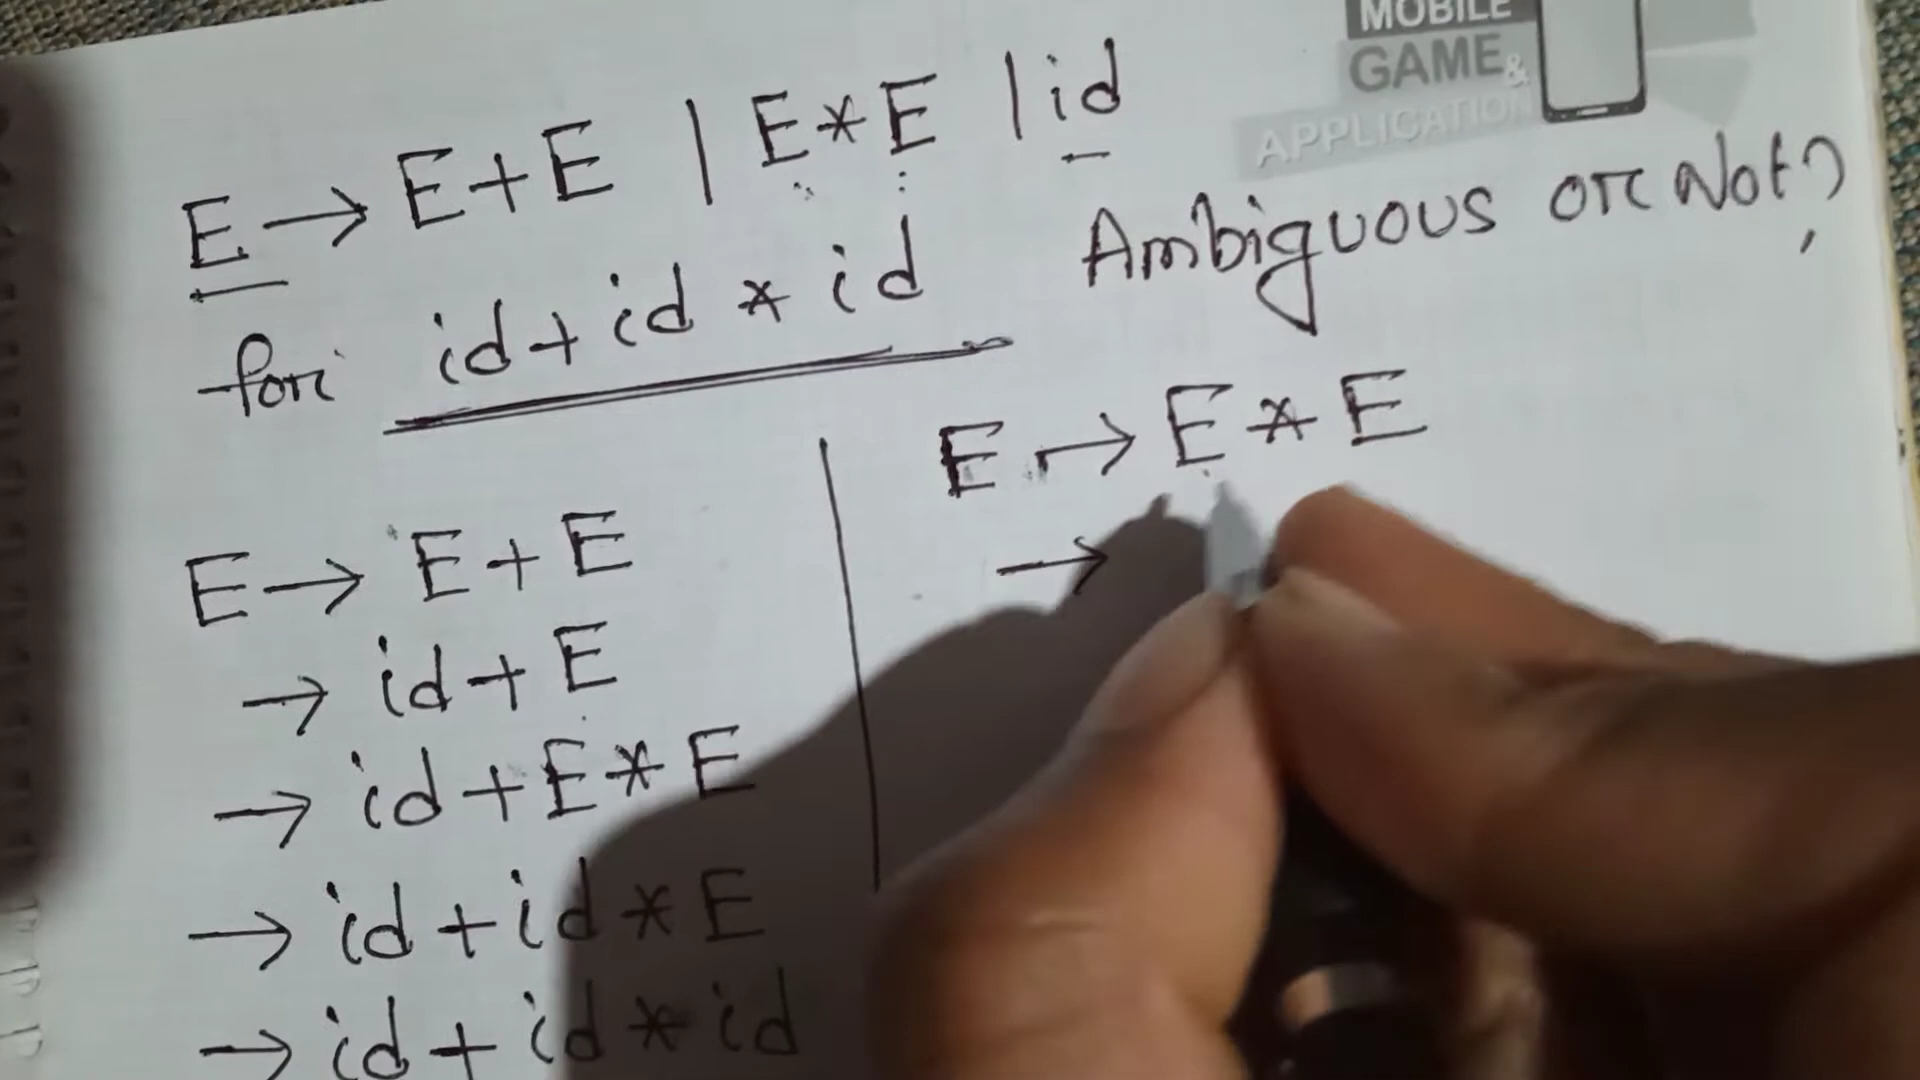 MOBILE
GAME &
APPLICATION
E → E+E | E*E | id
for id+id*id Ambiguous or Not?
E → E+E
→ id+E
→ id+E*E
→ id+id*E
→ id+id*id
E → E*E
→